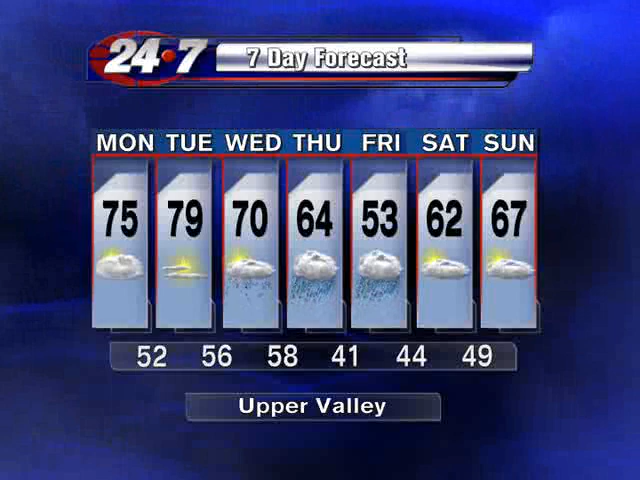 24·7 7 Day Forecast
MON TUE WED THU FRI SAT SUN
75 79 70 64 53 62 67
52 56 58 41 44 49
Upper Valley